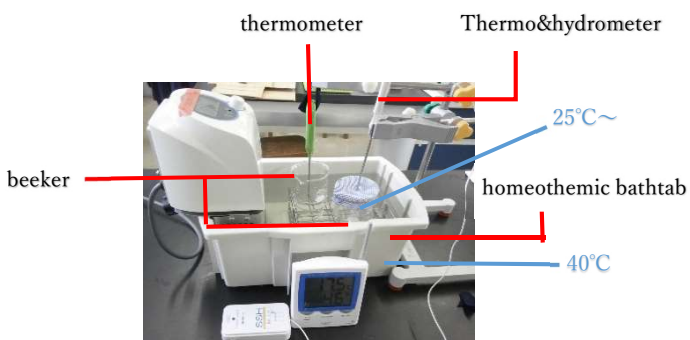 thermometer
Thermo&hydrometer
25℃～
beeker
homeothemic bathtab
40℃